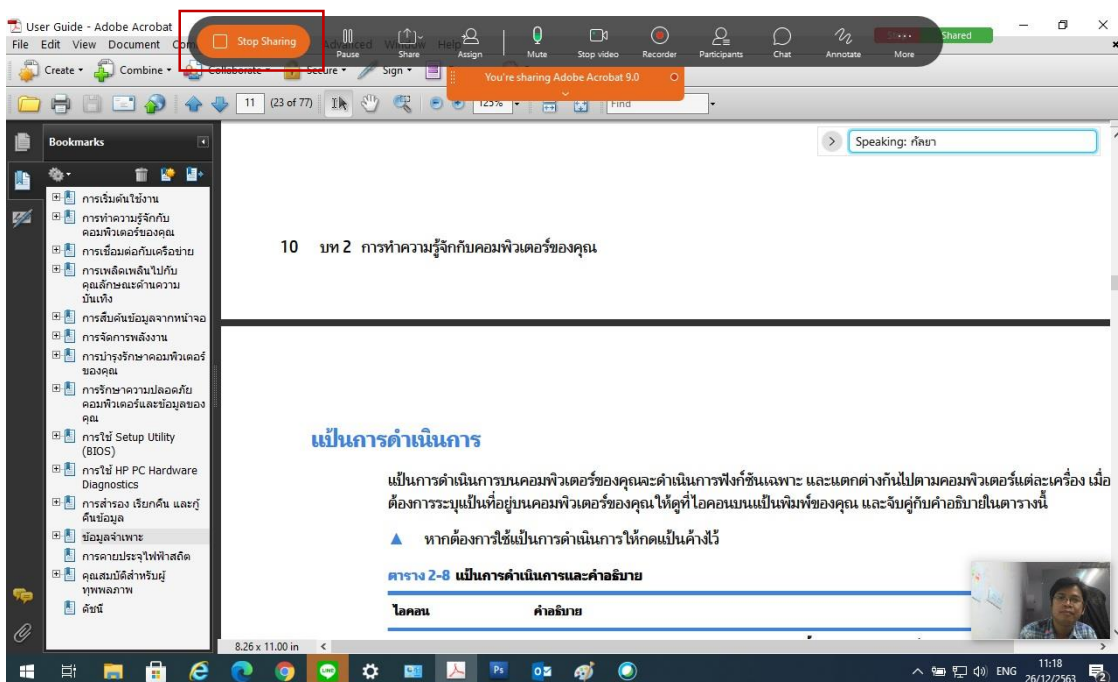 User Guide - Adobe Acrobat
File Edit View Document Com
Stop Sharing
Advanced Window Help
Pause
Share
Assign
Mute
Stop video
Recorder
Participants
Chat
Annotate
More
Shared
Create
Combine
Collaborate
Secure
Sign
You're sharing Adobe Acrobat 9.0
11 (23 of 77)
125%
Find
Bookmarks
Speaking: กัลยา
การเริ่มต้นใช้งาน
การทำความรู้จักกับ
คอมพิวเตอร์ของคุณ
การเชื่อมต่อกับเครือข่าย
การเพลิดเพลินไปกับ
คุณลักษณะด้านความ
บันเทิง
การสืบค้นข้อมูลจากหน้าจอ
การจัดการพลังงาน
การบำรุงรักษาคอมพิวเตอร์
ของคุณ
การรักษาความปลอดภัย
คอมพิวเตอร์และข้อมูลของ
คุณ
การใช้ Setup Utility
(BIOS)
การใช้ HP PC Hardware
Diagnostics
การสำรอง เรียกคืน และกู้
คืนข้อมูล
ข้อมูลจำเพาะ
การคายประจุไฟฟ้าสถิต
คุณสมบัติสำหรับผู้
ทุพพลภาพ
ดัชนี
10 บท 2 การทำความรู้จักกับคอมพิวเตอร์ของคุณ
แป้นการดำเนินการ
แป้นการดำเนินการบนคอมพิวเตอร์ของคุณจะดำเนินการฟังก์ชันเฉพาะ และแตกต่างกันไปตามคอมพิวเตอร์แต่ละเครื่อง เมื่อ
ต้องการระบุแป้นที่อยู่บนคอมพิวเตอร์ของคุณ ให้ดูที่ไอคอนบนแป้นพิมพ์ของคุณ และจับคู่กับคำอธิบายในตารางนี้
▲ หากต้องการใช้แป้นการดำเนินการ ให้กดแป้นค้างไว้
ตาราง 2-8 แป้นการดำเนินการและคำอธิบาย
ไอคอน คำอธิบาย
8.26 x 11.00 in
LINE
Ps
ENG
11:18
26/12/2563
2